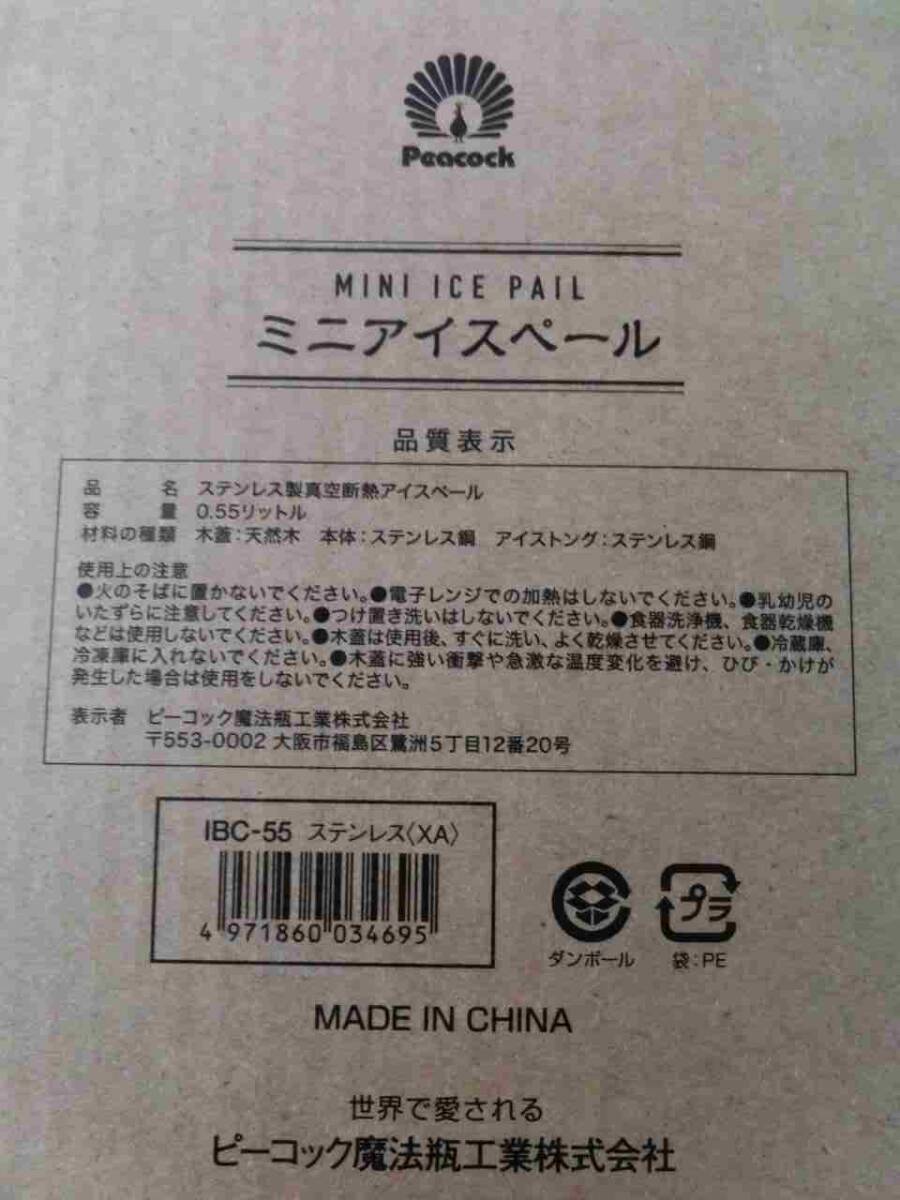 Peacock
MINI ICE PAIL
ミニアイスペール
品質表示
品 名 ステンレス製真空断熱アイスペール
容 量 0.55リットル
材料の種類 木蓋:天然木 本体:ステンレス鋼 アイストング:ステンレス鋼
使用上の注意
●火のそばに置かないでください。●電子レンジでの加熱はしないでください。●乳幼児の
いたずらに注意してください。●つけ置き洗いはしないでください。●食器洗浄機、食器乾燥機
などは使用しないでください。●木蓋は使用後、すぐに洗い、よく乾燥させてください。●冷蔵庫、
冷凍庫に入れないでください。●木蓋に強い衝撃や急激な温度変化を避け、ひび・かけが
発生した場合は使用をしないでください。
表示者 ピーコック魔法瓶工業株式会社
〒553-0002 大阪市福島区鷺洲5丁目12番20号
IBC-55 ステンレス〈XA〉
4 971860 034695
プラ
ダンボール 袋:PE
MADE IN CHINA
世界で愛される
ピーコック魔法瓶工業株式会社